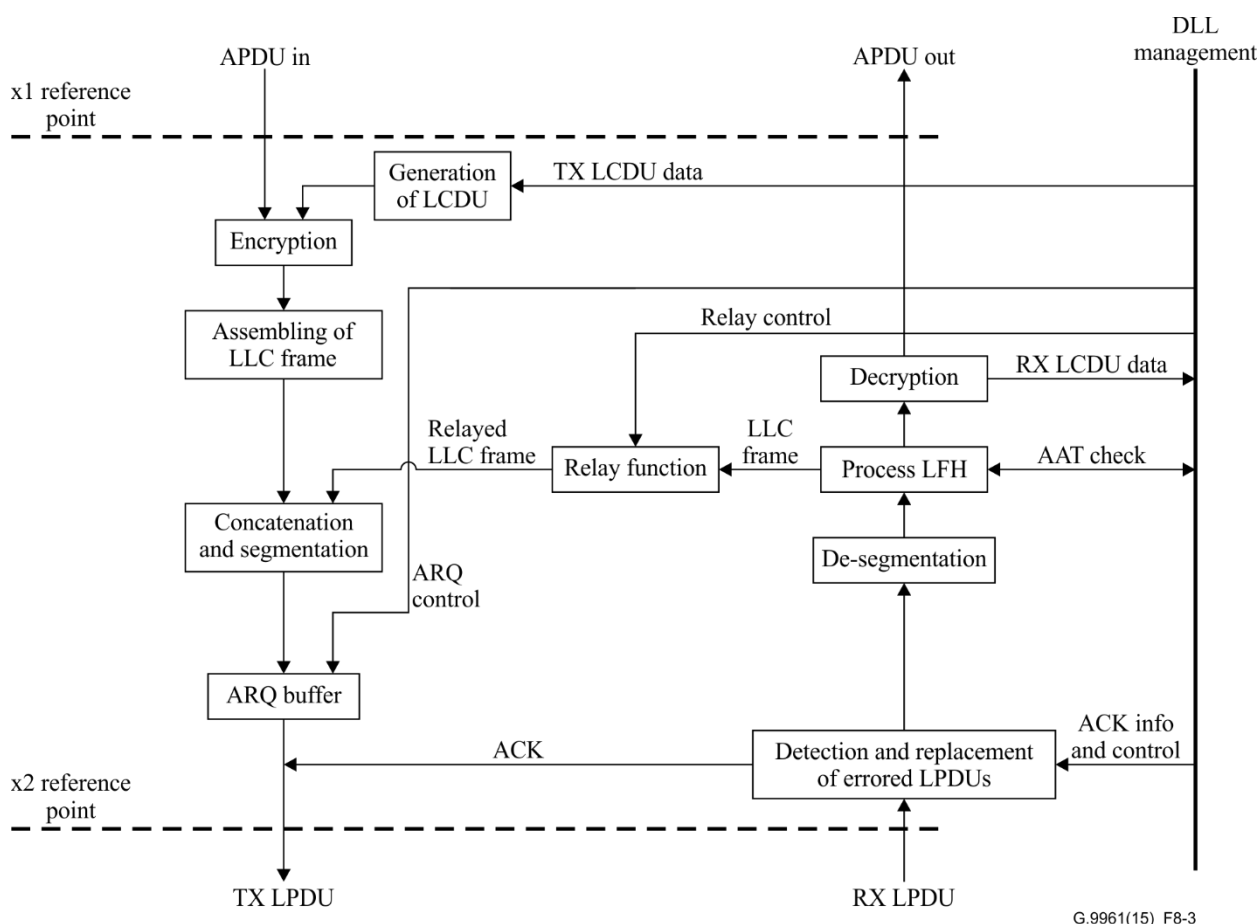 DLL
management
APDU in
APDU out
x1 reference
point
Generation
of LCDU
TX LCDU data
Encryption
Assembling of
LLC frame
Relay control
Decryption
RX LCDU data
Relayed
LLC frame
Relay function
LLC
frame
Process LFH
AAT check
Concatenation
and segmentation
De-segmentation
ARQ
control
ARQ buffer
ACK
Detection and replacement
of errored LPDUs
ACK info
and control
x2 reference
point
TX LPDU
RX LPDU
G.9961(15)_F8-3